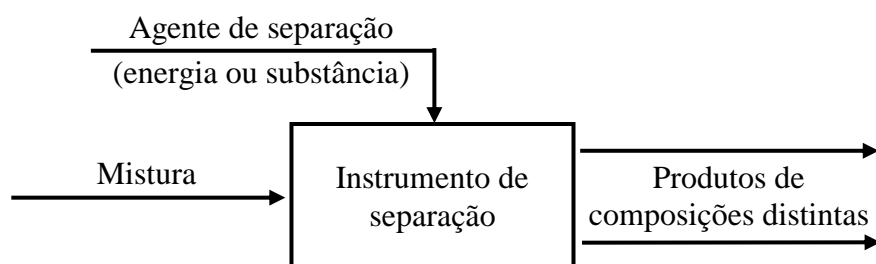 Agente de separação
(energia ou substância)
Mistura
Instrumento de
separação
Produtos de
composições distintas